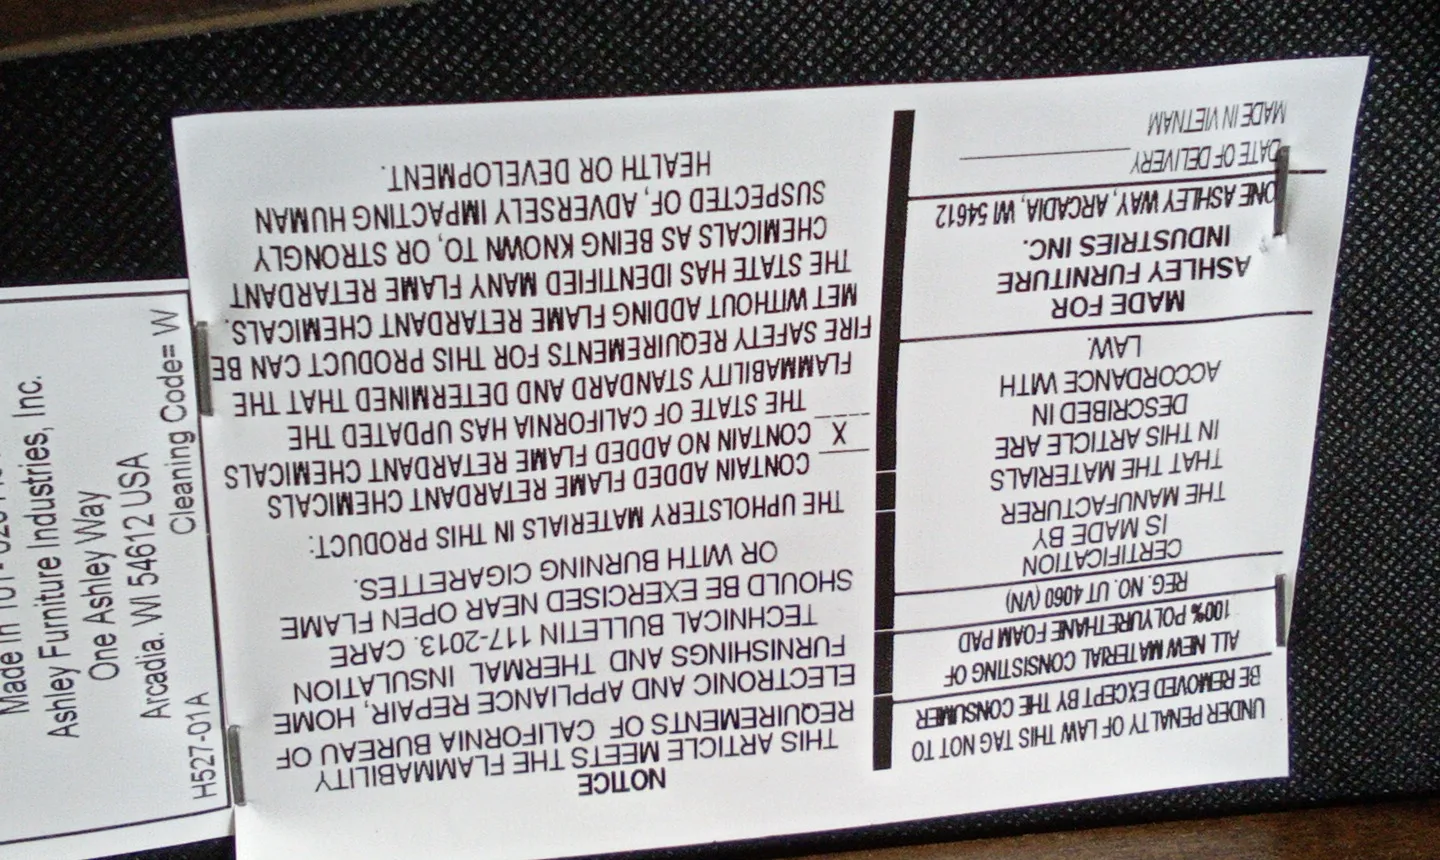 UNDER PENALTY OF LAW THIS TAG NOT TO
BE REMOVED EXCEPT BY THE CONSUMER
ALL NEW MATERIAL CONSISTING OF
100% POLYURETHANE FOAM PAD
REG. NO. UT 4060 (VN)
CERTIFICATION
IS MADE BY
THE MANUFACTURER
THAT THE MATERIALS
IN THIS ARTICLE ARE
DESCRIBED IN
ACCORDANCE WITH
LAW.
MADE FOR
ASHLEY FURNITURE
INDUSTRIES INC.
ONE ASHLEY WAY, ARCADIA, WI 54612
DATE OF DELIVERY
MADE IN VIETNAM
NOTICE
THIS ARTICLE MEETS THE FLAMMABILITY
REQUIREMENTS OF CALIFORNIA BUREAU OF
ELECTRONIC AND APPLIANCE REPAIR, HOME
FURNISHINGS AND THERMAL INSULATION
TECHNICAL BULLETIN 117-2013. CARE
SHOULD BE EXERCISED NEAR OPEN FLAME
OR WITH BURNING CIGARETTES.
THE UPHOLSTERY MATERIALS IN THIS PRODUCT:
CONTAIN ADDED FLAME RETARDANT CHEMICALS
X CONTAIN NO ADDED FLAME RETARDANT CHEMICALS
THE STATE OF CALIFORNIA HAS UPDATED THE
FLAMMABILITY STANDARD AND DETERMINED THAT THE
FIRE SAFETY REQUIREMENTS FOR THIS PRODUCT CAN BE
MET WITHOUT ADDING FLAME RETARDANT CHEMICALS.
THE STATE HAS IDENTIFIED MANY FLAME RETARDANT
CHEMICALS AS BEING KNOWN TO, OR STRONGLY
SUSPECTED OF, ADVERSELY IMPACTING HUMAN
HEALTH OR DEVELOPMENT.
Made in
Ashley Furniture Industries, Inc.
One Ashley Way
Arcadia. WI 54612 USA
Cleaning Code= W
H527-01A